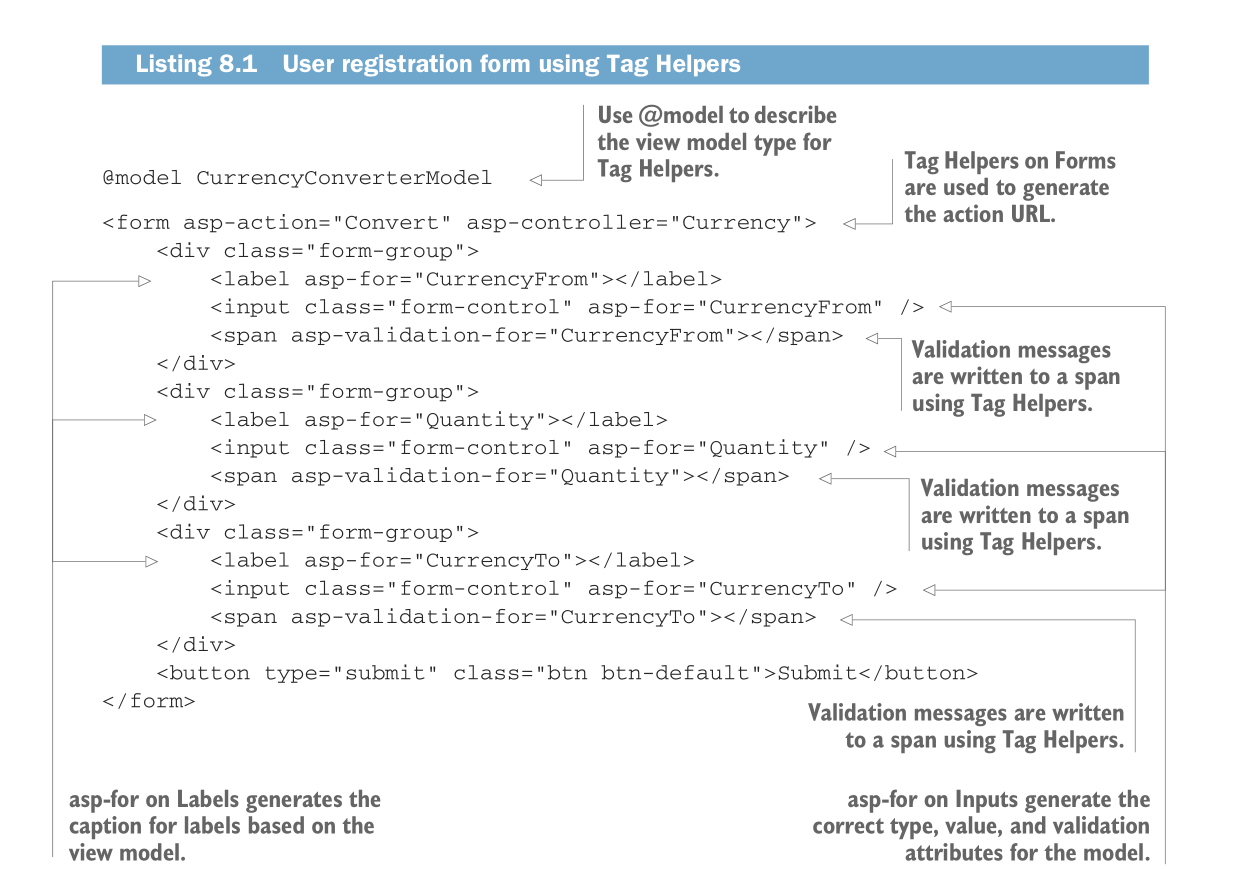 Listing 8.1 User registration form using Tag Helpers
Use @model to describe
the view model type for
Tag Helpers.
@model CurrencyConverterModel
Tag Helpers on Forms
are used to generate
the action URL.
<form asp-action="Convert" asp-controller="Currency">
<div class="form-group">
<label asp-for="CurrencyFrom"></label>
<input class="form-control" asp-for="CurrencyFrom" />
<span asp-validation-for="CurrencyFrom"></span>
Validation messages
are written to a span
using Tag Helpers.
</div>
<div class="form-group">
<label asp-for="Quantity"></label>
<input class="form-control" asp-for="Quantity" />
<span asp-validation-for="Quantity"></span>
Validation messages
are written to a span
using Tag Helpers.
</div>
<div class="form-group">
<label asp-for="CurrencyTo"></label>
<input class="form-control" asp-for="CurrencyTo" />
<span asp-validation-for="CurrencyTo"></span>
</div>
<button type="submit" class="btn btn-default">Submit</button>
</form>
Validation messages are written
to a span using Tag Helpers.
asp-for on Labels generates the
caption for labels based on the
view model.
asp-for on Inputs generate the
correct type, value, and validation
attributes for the model.